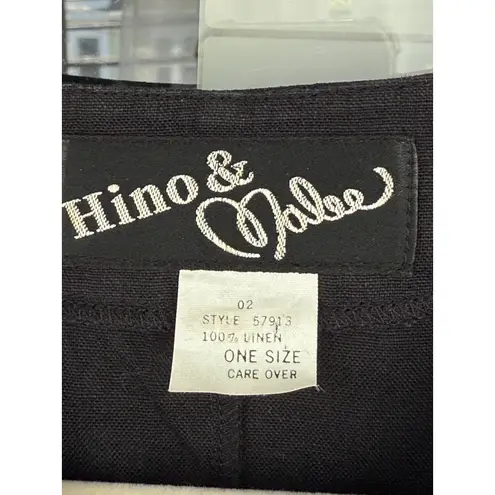 Hino & Malee
02
STYLE 57913
100% LINEN
ONE SIZE
CARE OVER